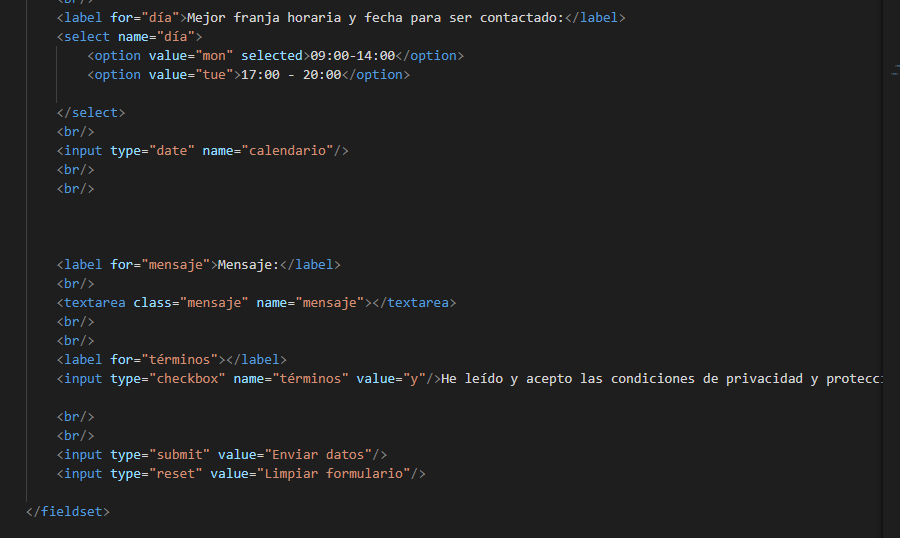 <br/>
<label for="día">Mejor franja horaria y fecha para ser contactado:</label>
<select name="día">
<option value="mon" selected>09:00-14:00</option>
<option value="tue">17:00 - 20:00</option>
</select>
<br/>
<input type="date" name="calendario"/>
<br/>
<br/>
<label for="mensaje">Mensaje:</label>
<br/>
<textarea class="mensaje" name="mensaje"></textarea>
<br/>
<br/>
<label for="términos"></label>
<input type="checkbox" name="términos" value="y"/>He leído y acepto las condiciones de privacidad y protecci
<br/>
<br/>
<input type="submit" value="Enviar datos"/>
<input type="reset" value="Limpiar formulario"/>
</fieldset>